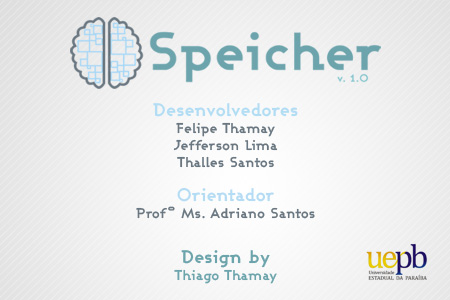 Speicher
v. 1.0
Desenvolvedores
Felipe Thamay
Jefferson Lima
Thalles Santos
Orientador
Profº Ms. Adriano Santos
Design by
Thiago Thamay
uepb
Universidade
ESTADUAL DA PARAÍBA